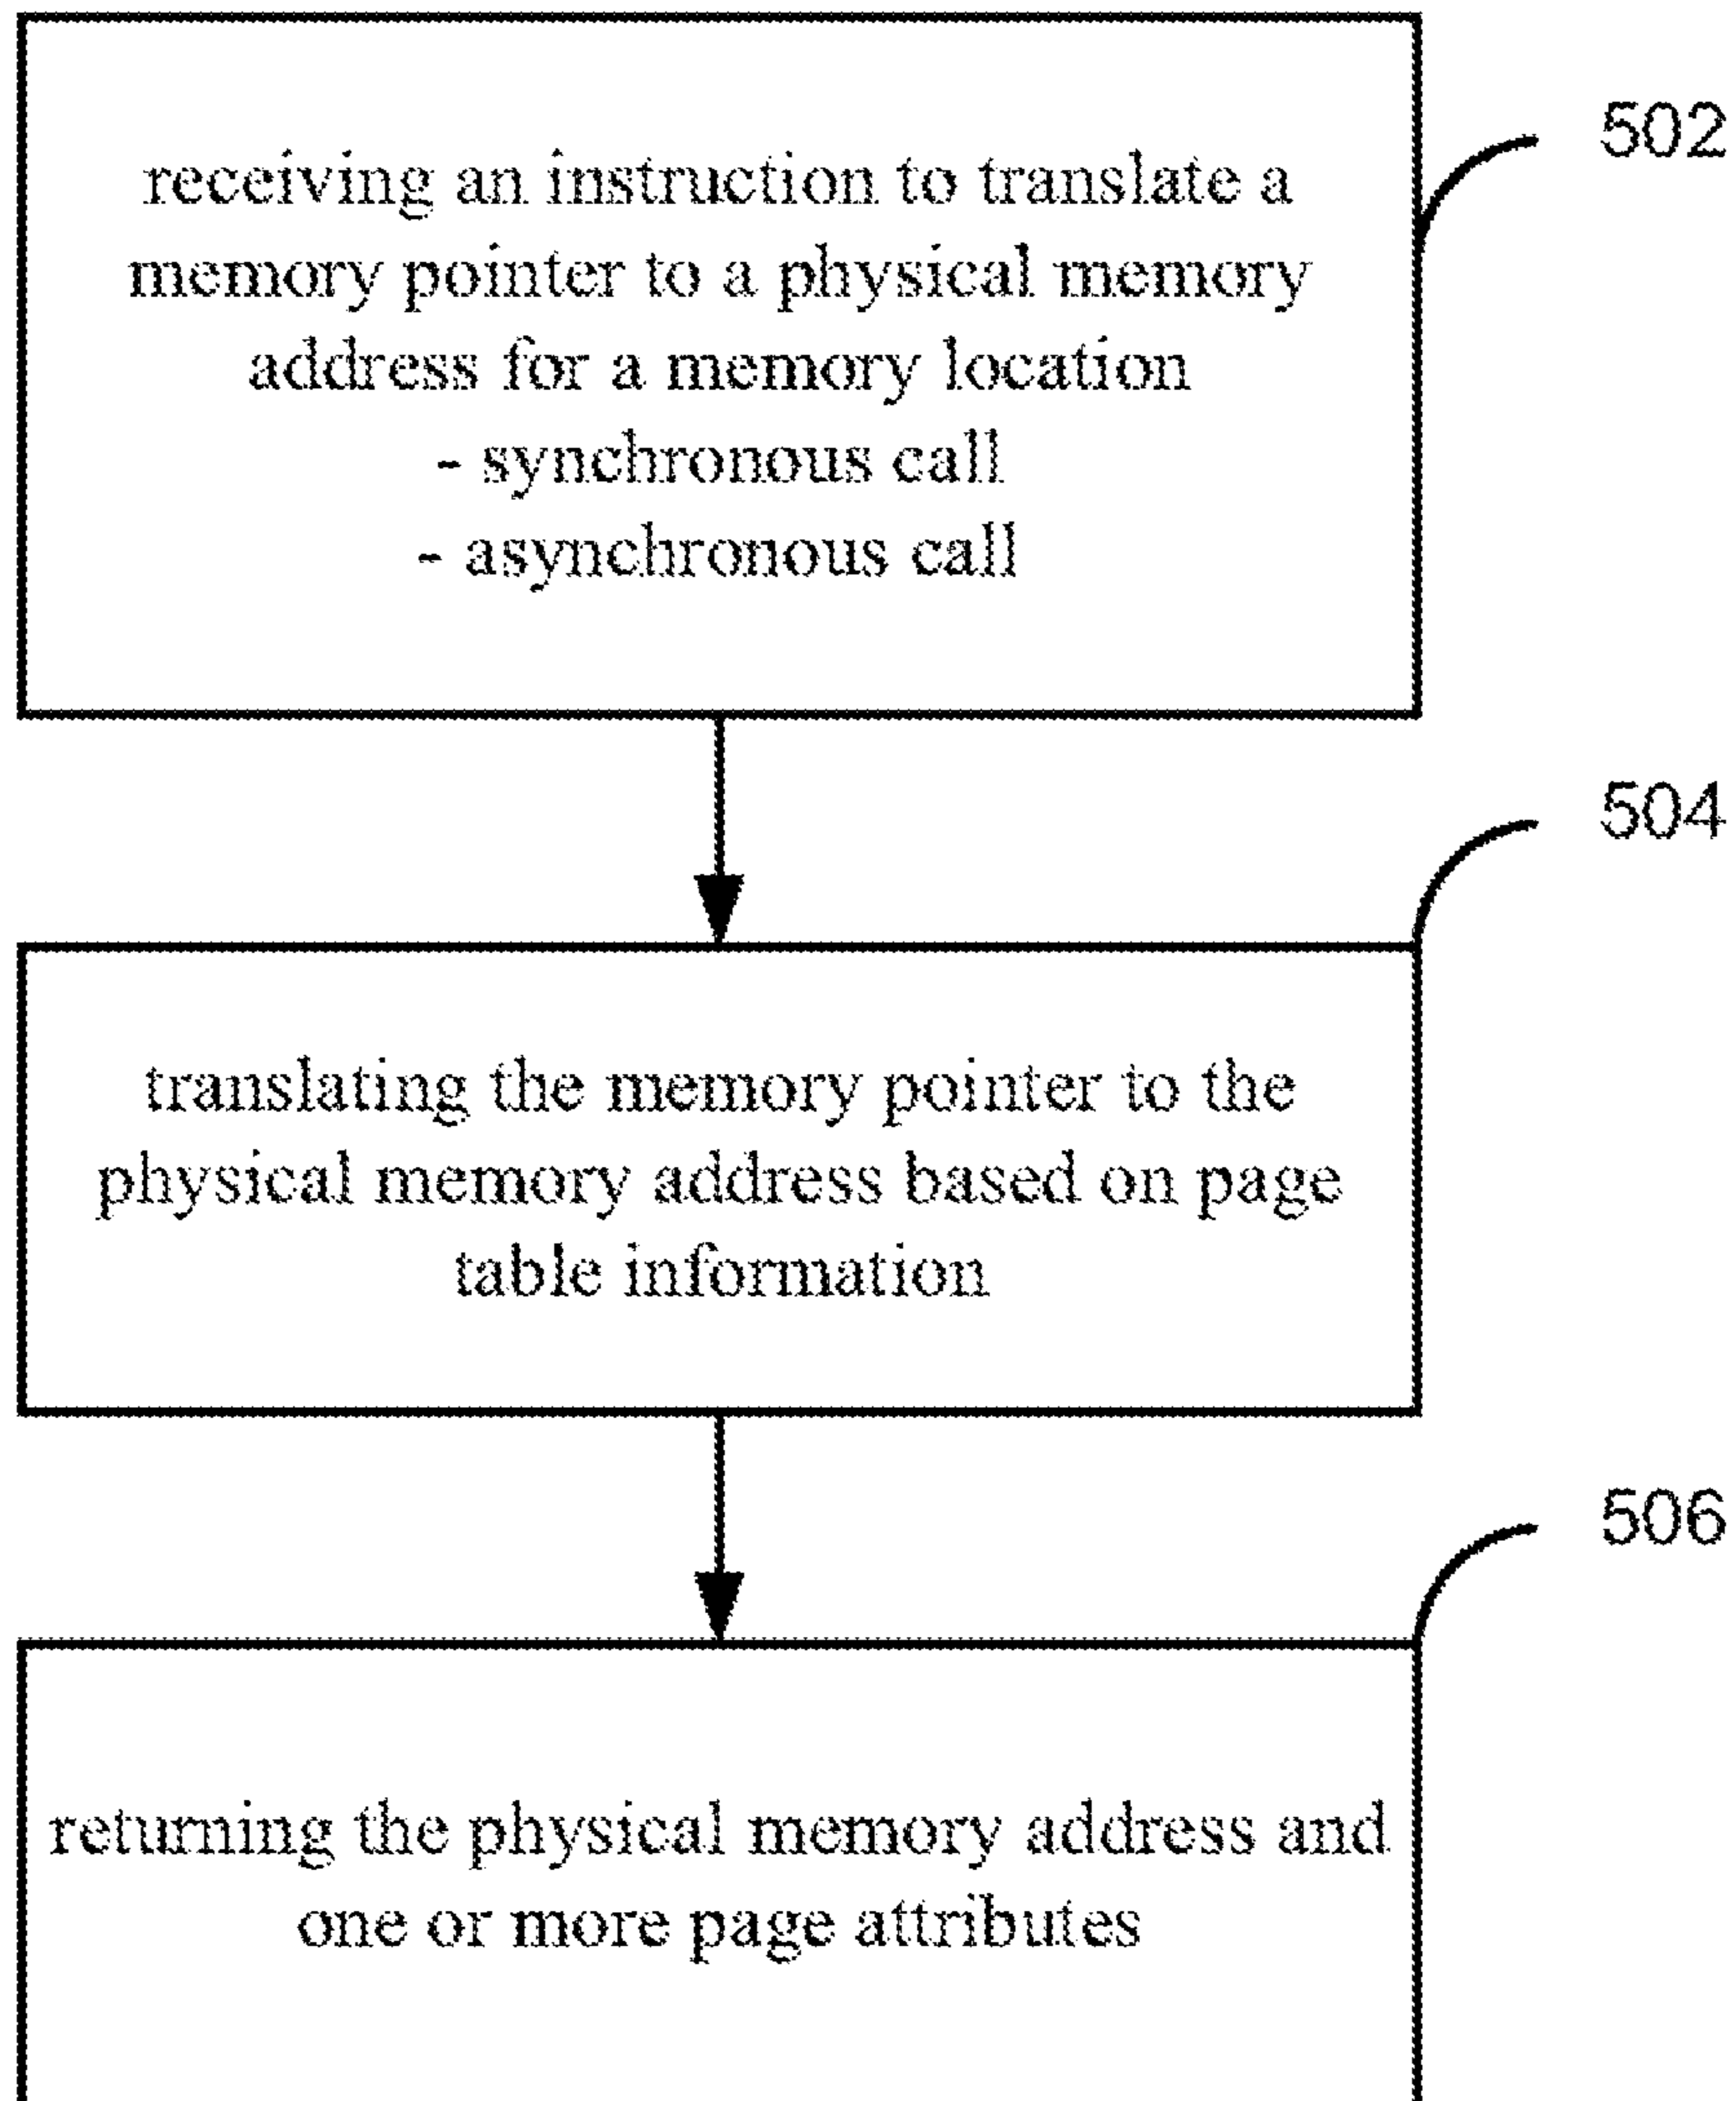 receiving an instruction to translate a
memory pointer to a physical memory
address for a memory location
- synchronous call
- asynchronous call
502
translating the memory pointer to the
physical memory address based on page
table information
504
returning the physical memory address and
one or more page attributes
506